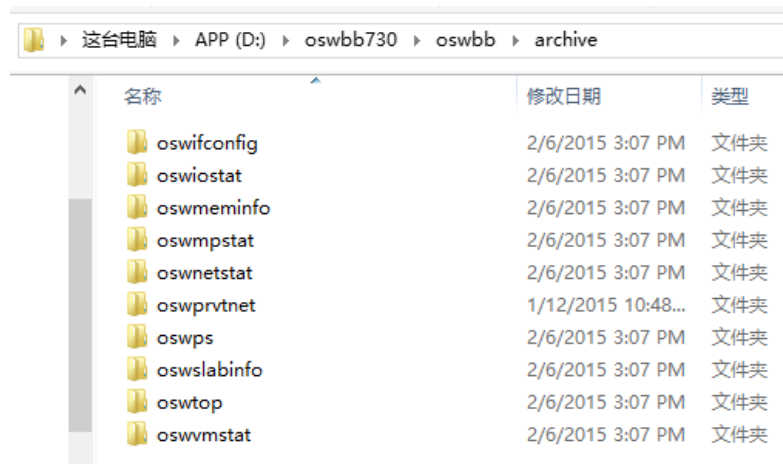 这台电脑 APP (D:) oswbb730 oswbb archive
名称 修改日期 类型
oswifconfig 2/6/2015 3:07 PM 文件夹
oswiostat 2/6/2015 3:07 PM 文件夹
oswmeminfo 2/6/2015 3:07 PM 文件夹
oswmpstat 2/6/2015 3:07 PM 文件夹
oswnetstat 2/6/2015 3:07 PM 文件夹
oswprvtnet 1/12/2015 10:48... 文件夹
oswps 2/6/2015 3:07 PM 文件夹
oswslabinfo 2/6/2015 3:07 PM 文件夹
oswtop 2/6/2015 3:07 PM 文件夹
oswvmstat 2/6/2015 3:07 PM 文件夹